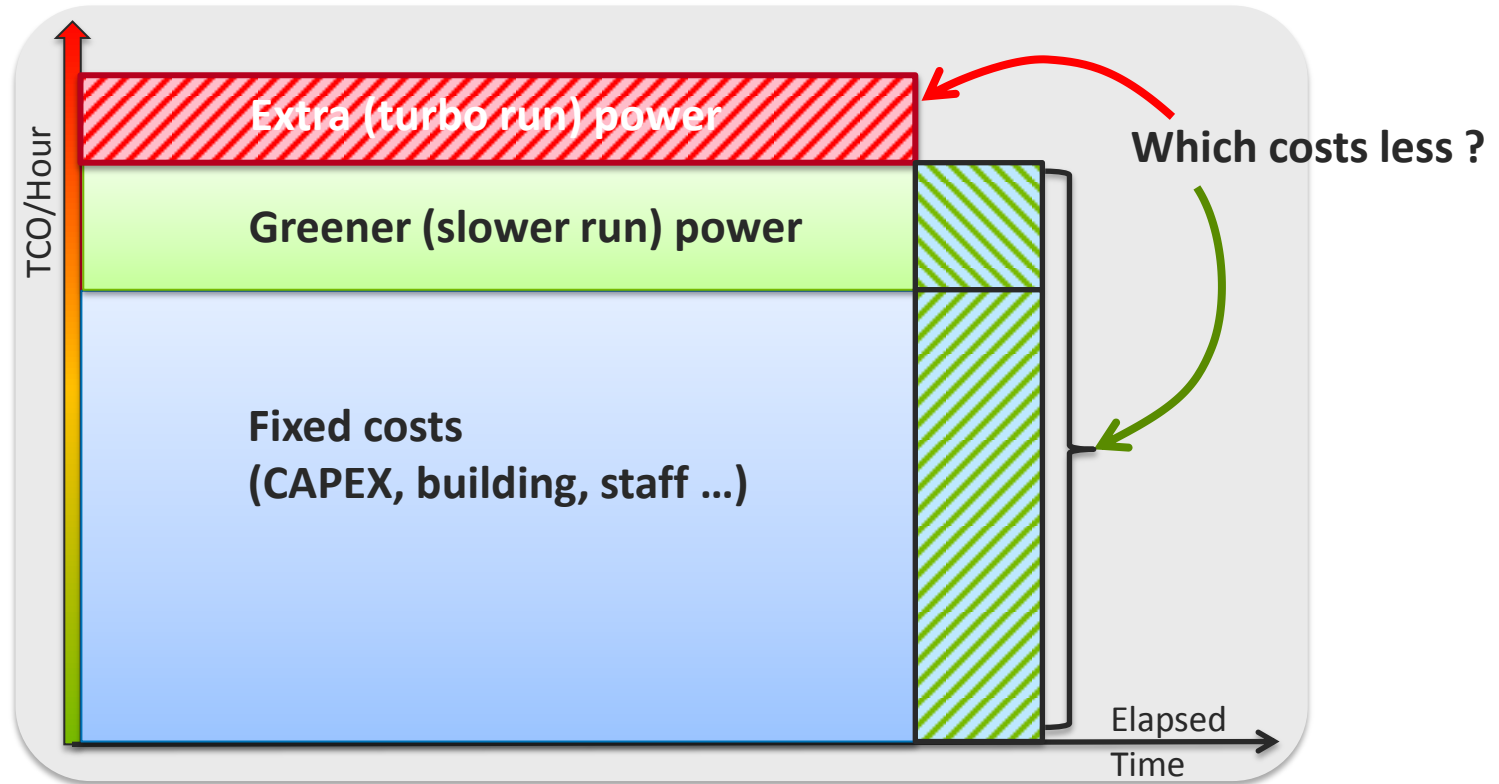 TCO/Hour
Extra (turbo run) power
Which costs less ?
Greener (slower run) power
Fixed costs
(CAPEX, building, staff …)
Elapsed
Time